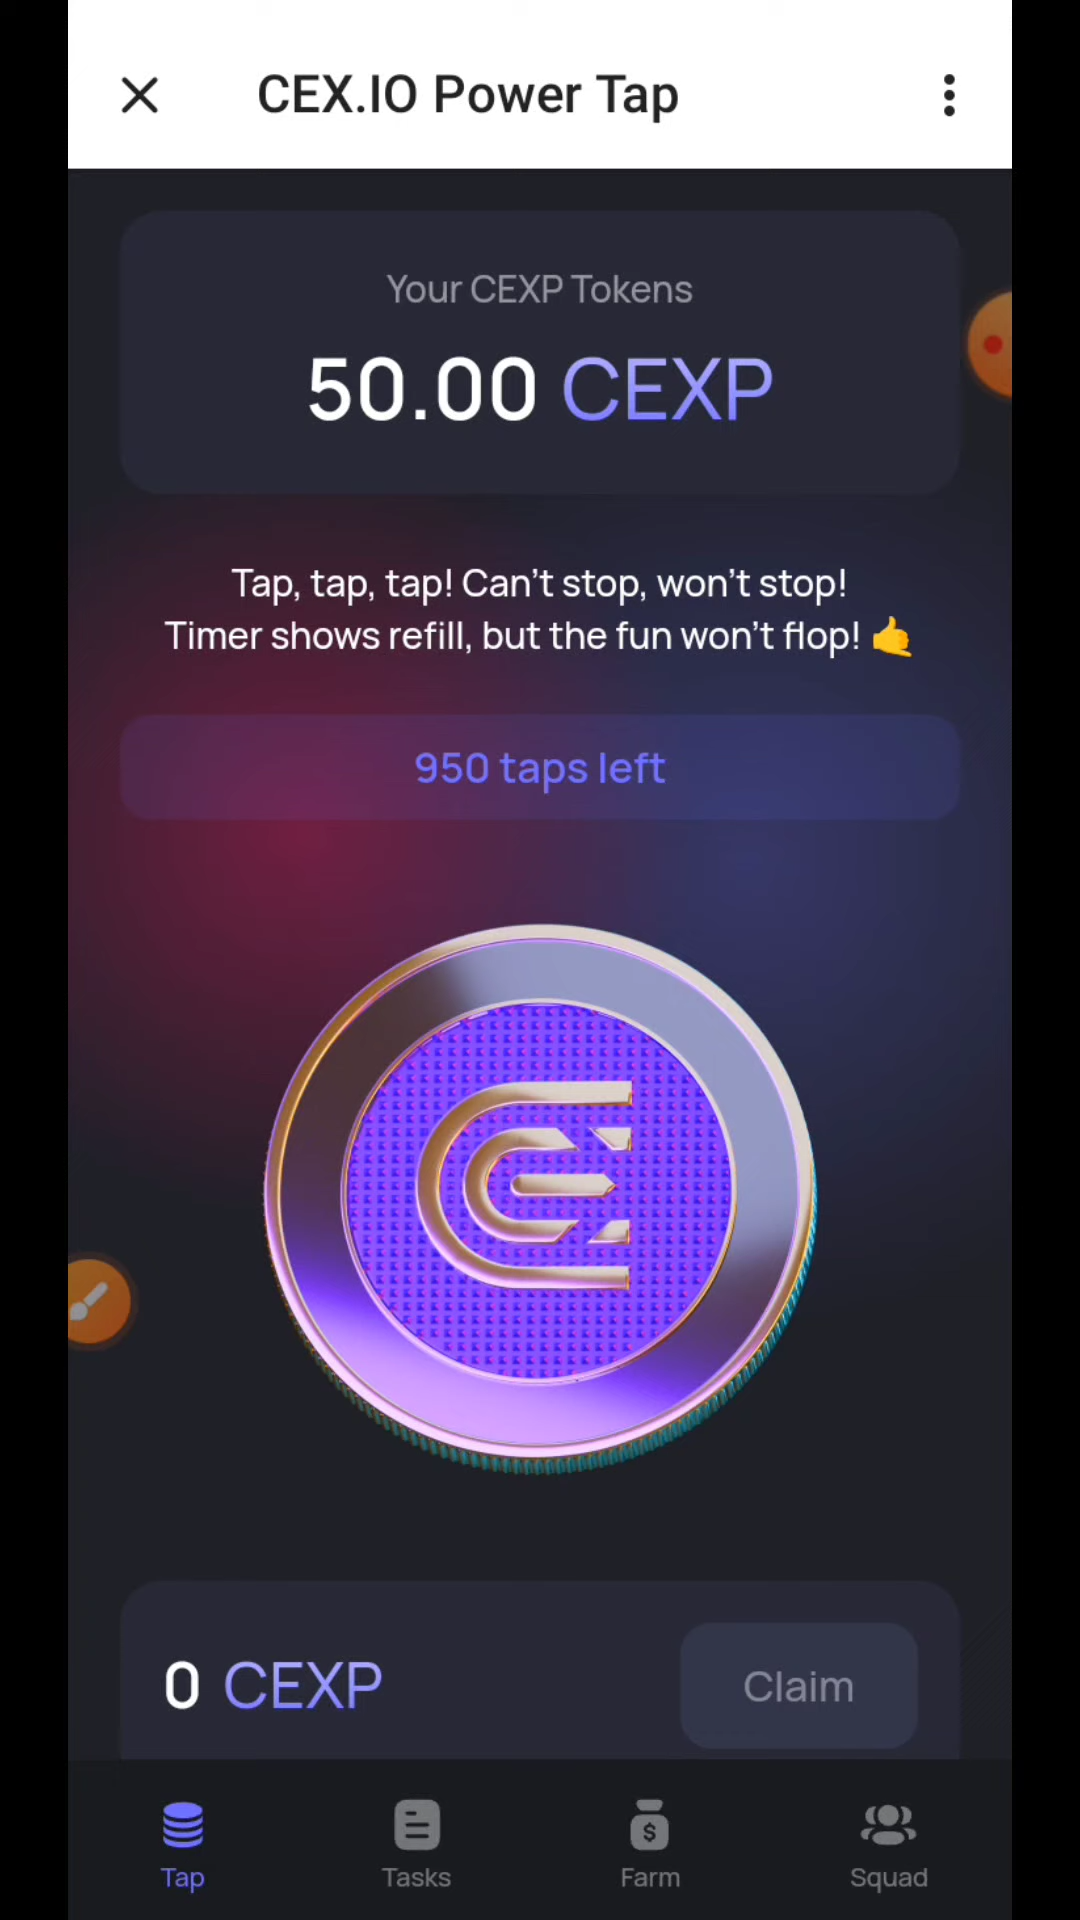 CEX.IO Power Tap
Your CEXP Tokens
50.00 CEXP
Tap, tap, tap! Can't stop, won't stop!
Timer shows refill, but the fun won't flop! 🤙
950 taps left
0 CEXP
Claim
Tap
Tasks
Farm
Squad